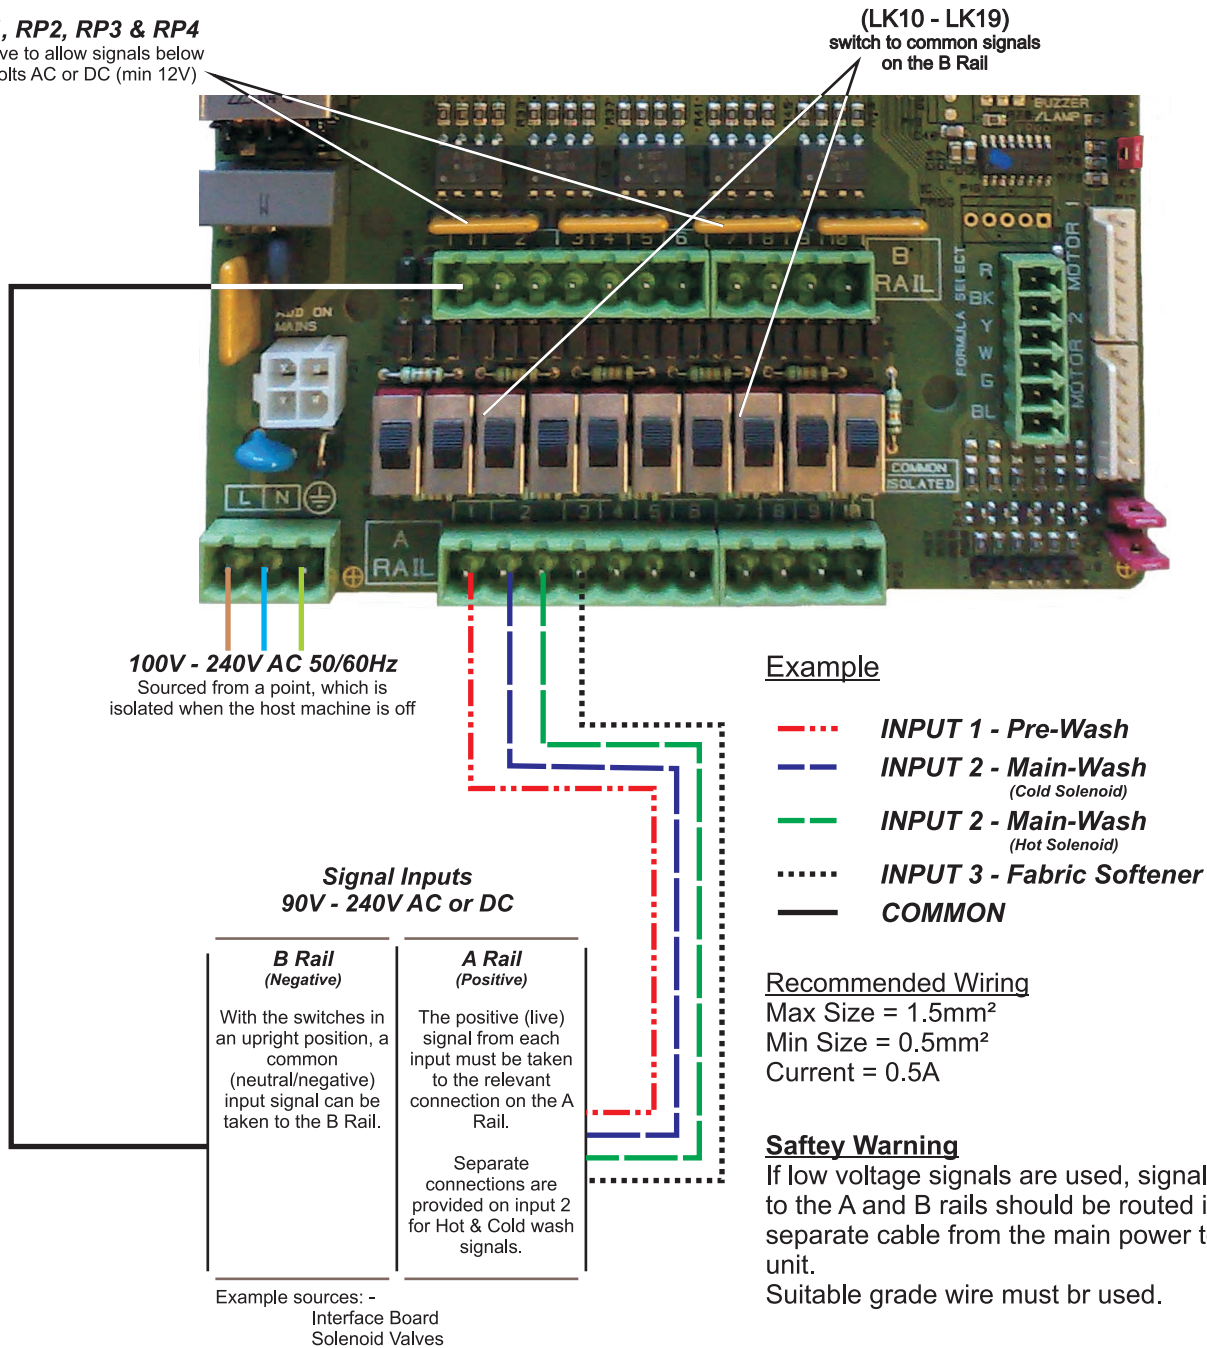 , RP2, RP3 & RP4
ve to allow signals below
olts AC or DC (min 12V)
(LK10 - LK19)
switch to common signals
on the B Rail
BUZZER
/LAMP
1 2 3 4 5 6 7 8 9 10
B
RAIL
ADD ON
MAINS
FORMULA SELECT
R
BK
Y
W
G
BL
MOTOR 1
MOTOR 2
COMMON
ISOLATED
L N
1 2 3 4 5 6 7 8 9 10
A
RAIL
100V - 240V AC 50/60Hz
Sourced from a point, which is
isolated when the host machine is off
Example
INPUT 1 - Pre-Wash
INPUT 2 - Main-Wash
(Cold Solenoid)
INPUT 2 - Main-Wash
(Hot Solenoid)
INPUT 3 - Fabric Softener
COMMON
Signal Inputs
90V - 240V AC or DC
B Rail
(Negative)
With the switches in
an upright position, a
common
(neutral/negative)
input signal can be
taken to the B Rail.
A Rail
(Positive)
The positive (live)
signal from each
input must be taken
to the relevant
connection on the A
Rail.
Separate
connections are
provided on input 2
for Hot & Cold wash
signals.
Example sources: -
Interface Board
Solenoid Valves
Recommended Wiring
Max Size = 1.5mm²
Min Size = 0.5mm²
Current = 0.5A
Saftey Warning
If low voltage signals are used, signal
to the A and B rails should be routed i
separate cable from the main power t
unit.
Suitable grade wire must br used.